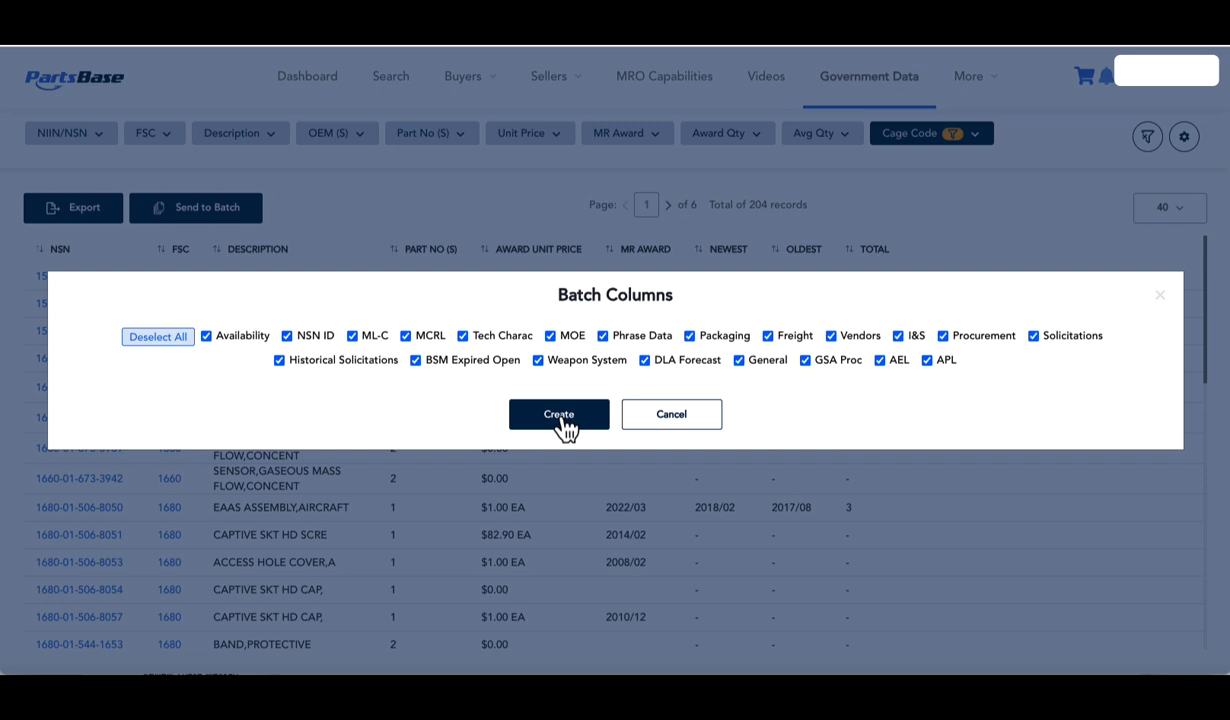 PartsBase
Dashboard Search Buyers Sellers MRO Capabilities Videos Government Data More
NIIN/NSN FSC Description OEM (S) Part No (S) Unit Price MR Award Award Qty Avg Qty Cage Code
Export Send to Batch Page: 1 of 6 Total of 204 records 40
NSN FSC DESCRIPTION PART NO (S) AWARD UNIT PRICE MR AWARD NEWEST OLDEST TOTAL
Batch Columns
Deselect All Availability NSN ID ML-C MCRL Tech Charac MOE Phrase Data Packaging Freight Vendors I&S Procurement Solicitations
Historical Solicitations BSM Expired Open Weapon System DLA Forecast General GSA Proc AEL APL
Create Cancel
FLOW,CONCENT
1660-01-673-3942 1660 SENSOR,GASEOUS MASS 2 $0.00 - - -
FLOW,CONCENT
1680-01-506-8050 1680 EAAS ASSEMBLY,AIRCRAFT 1 $1.00 EA 2022/03 2018/02 2017/08 3
1680-01-506-8051 1680 CAPTIVE SKT HD SCRE 1 $82.90 EA 2014/02 - - -
1680-01-506-8053 1680 ACCESS HOLE COVER,A 1 $1.00 EA 2008/02 - - -
1680-01-506-8054 1680 CAPTIVE SKT HD CAP, 1 $0.00 - - -
1680-01-506-8057 1680 CAPTIVE SKT HD CAP, 1 $1.00 EA 2010/12 - - -
1680-01-544-1653 1680 BAND,PROTECTIVE 2 $0.00 - - -